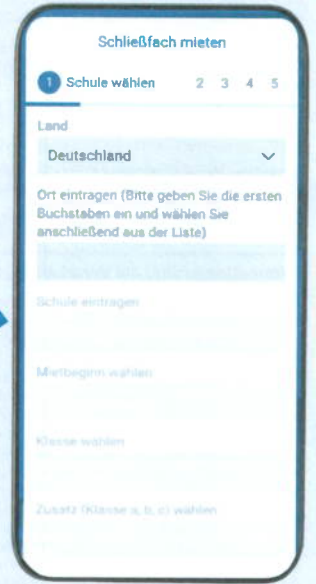 Schließfach mieten
1 Schule wählen 2 3 4 5
Land
Deutschland
Ort eintragen (Bitte geben Sie die ersten
Buchstaben ein und wählen Sie
anschließend aus der Liste)
Schule eintragen
Mietbeginn wählen
Klasse wählen
Zusatz (Klasse a, b, c) wählen